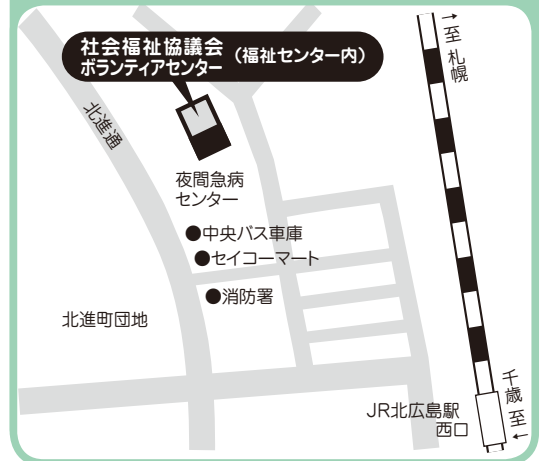 社会福祉協議会
ボランティアセンター
（福祉センター内）
至札幌
北進通
夜間急病
センター
●中央バス車庫
●セイコーマート
●消防署
北進町団地
JR北広島駅
西口
千歳至